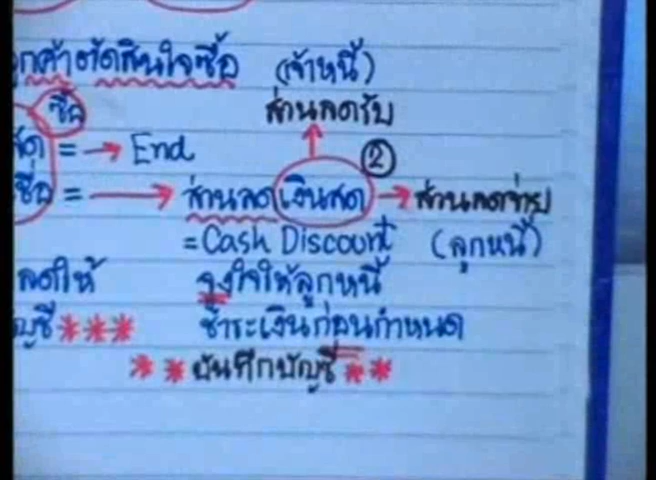 ลูกค้าตัดสินใจซื้อ (เจ้าหนี้)
ซื้อ ส่วนลดรับ
= → End ②
ซื้อ = → ส่วนลดเงินสด → ส่วนลดจ่าย
= Cash Discount (ลูกหนี้)
ลดให้ จูงใจให้ลูกหนี้
บัญชี *** ชำระเงินก่อนกำหนด
** บันทึกบัญชี **